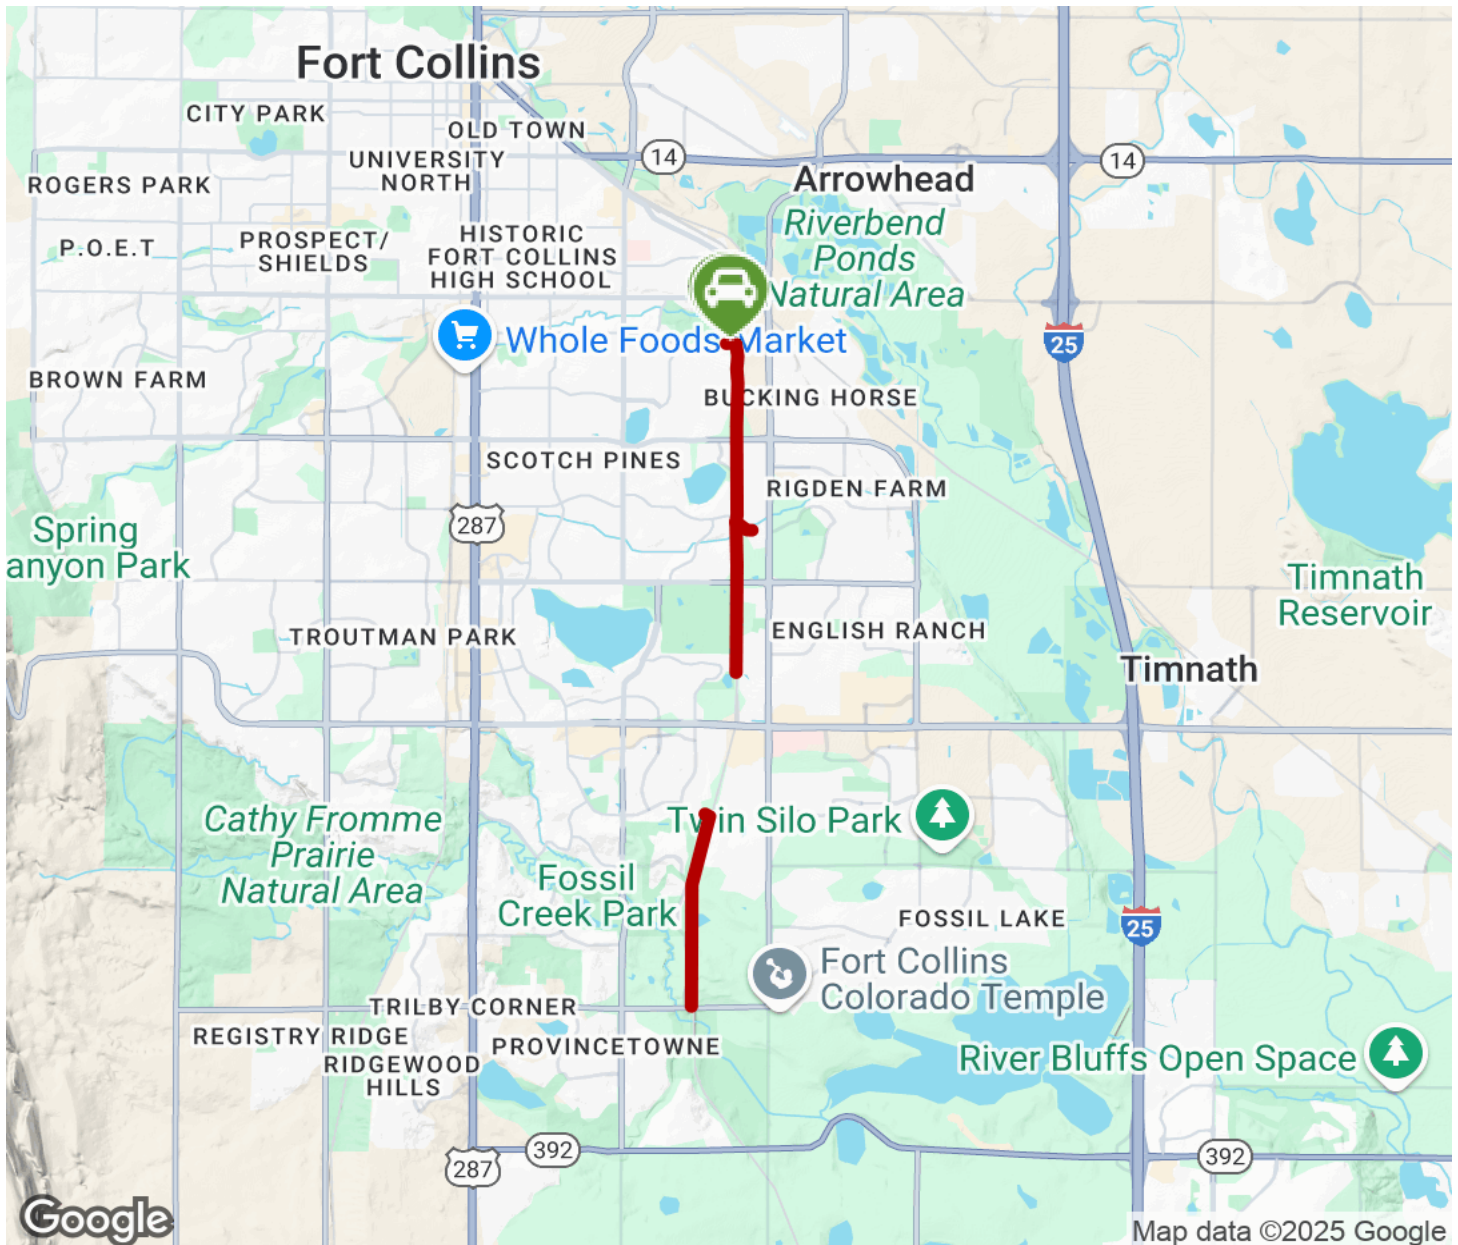 Fort Collins
CITY PARK
OLD TOWN
14
14
UNIVERSITY
NORTH
Arrowhead
ROGERS PARK
Riverbend
Ponds
Natural Area
P.O.E.T
PROSPECT/
SHIELDS
HISTORIC
FORT COLLINS
HIGH SCHOOL
Whole Foods Market
25
BROWN FARM
BUCKING HORSE
SCOTCH PINES
RIGDEN FARM
287
Spring
anyon Park
Timnath
Reservoir
TROUTMAN PARK
ENGLISH RANCH
Timnath
Cathy Fromme
Prairie
Natural Area
Twin Silo Park
Fossil
Creek Park
FOSSIL LAKE
25
Fort Collins
Colorado Temple
TRILBY CORNER
REGISTRY RIDGE
PROVINCETOWNE
RIDGEWOOD
HILLS
River Bluffs Open Space
392
287
392
Google
Map data ©2025 Google